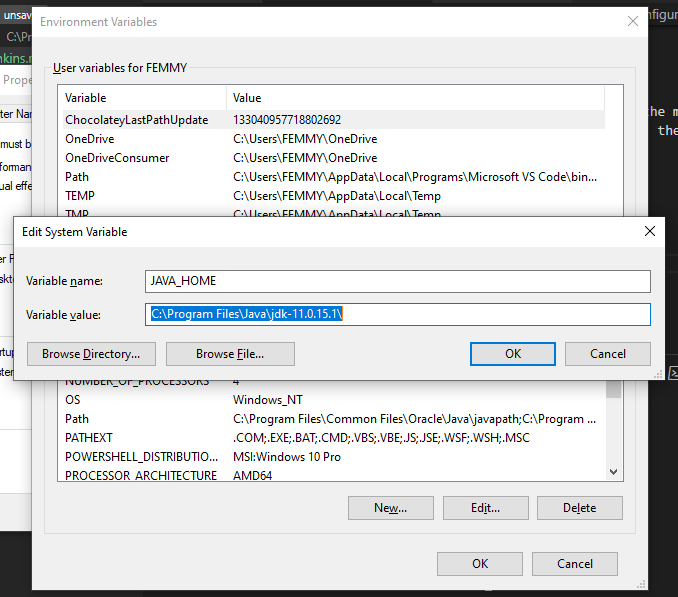 unsav
Environment Variables
nfigur
C:\Pr
nkins.r
Prope
User variables for FEMMY
Variable Value
ter Nar
ChocolateyLastPathUpdate 133040957718802692
he m
OneDrive C:\Users\FEMMY\OneDrive
the
must b
OneDriveConsumer C:\Users\FEMMY\OneDrive
forman
Path C:\Users\FEMMY\AppData\Local\Programs\Microsoft VS Code\bin...
ual effe
TEMP C:\Users\FEMMY\AppData\Local\Temp
TMP C:\Users\FEMMY\AppData\Local\Temp
Edit System Variable
er P
Variable name: JAVA_HOME
skt
Variable value: C:\Program Files\Java\jdk-11.0.15.1\
Browse Directory... Browse File... OK Cancel
rtup
ster
NUMBER_OF_PROCESSORS 4
OS Windows_NT
Path C:\Program Files\Common Files\Oracle\Java\javapath;C:\Program ...
PATHEXT .COM;.EXE;.BAT;.CMD;.VBS;.VBE;.JS;.JSE;.WSF;.WSH;.MSC
POWERSHELL_DISTRIBUTIO... MSI:Windows 10 Pro
PROCESSOR_ARCHITECTURE AMD64
New... Edit... Delete
OK Cancel